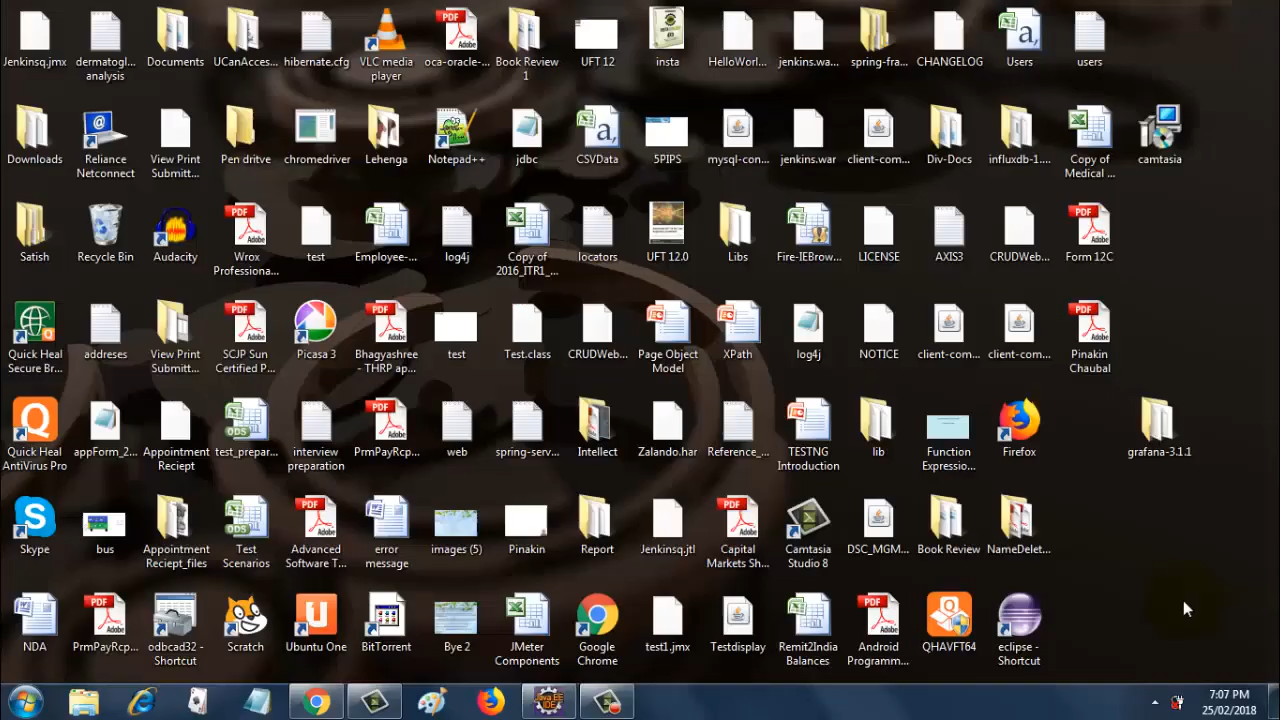 Jenkinsq.jmx
dermatogl...
analysis
Documents
UCanAcces...
hibernate.cfg
VLC media
player
oca-oracle-...
Book Review
1
UFT 12
insta
HelloWorl...
jenkins.wa...
spring-fra...
CHANGELOG
Users
users
Downloads
Reliance
Netconnect
View Print
Submitt...
Pen dritve
chromedriver
Lehenga
Notepad++
jdbc
CSVData
5PIPS
mysql-con...
jenkins.war
client-com...
Div-Docs
influxdb-1....
Copy of
Medical ...
camtasia
Satish
Recycle Bin
Audacity
Wrox
Professiona...
test
Employee-...
log4j
Copy of
2016_ITR1_...
locators
UFT 12.0
Libs
Fire-IEBrow...
LICENSE
AXIS3
CRUDWeb...
Form 12C
Quick Heal
Secure Br...
addreses
View Print
Submitt...
SCJP Sun
Certified P...
Picasa 3
Bhagyashree
- THRP ap...
test
Test.class
CRUDWeb...
Page Object
Model
XPath
log4j
NOTICE
client-com...
client-com...
Pinakin
Chaubal
Quick Heal
AntiVirus Pro
appform_2...
Appointment
Reciept
test_prepar...
interview
preparation
PrmPayRcp...
web
spring-serv...
Intellect
Zalando.har
Reference_...
TESTNG
Introduction
lib
Function
Expressio...
Firefox
grafana-3.1.1
Skype
bus
Appointment
Reciept_files
Test
Scenarios
Advanced
Software T...
error
message
images (5)
Pinakin
Report
Jenkinsq.jtl
Capital
Markets Sh...
Camtasia
Studio 8
DSC_MGM...
Book Review
NameDelet...
NDA
PrmPayRcp...
odbcad32 -
Shortcut
Scratch
Ubuntu One
BitTorrent
Bye 2
JMeter
Components
Google
Chrome
test1.jmx
Testdisplay
Remit2India
Balances
Android
Programm...
QHAVFT64
eclipse -
Shortcut
7:07 PM
25/02/2018